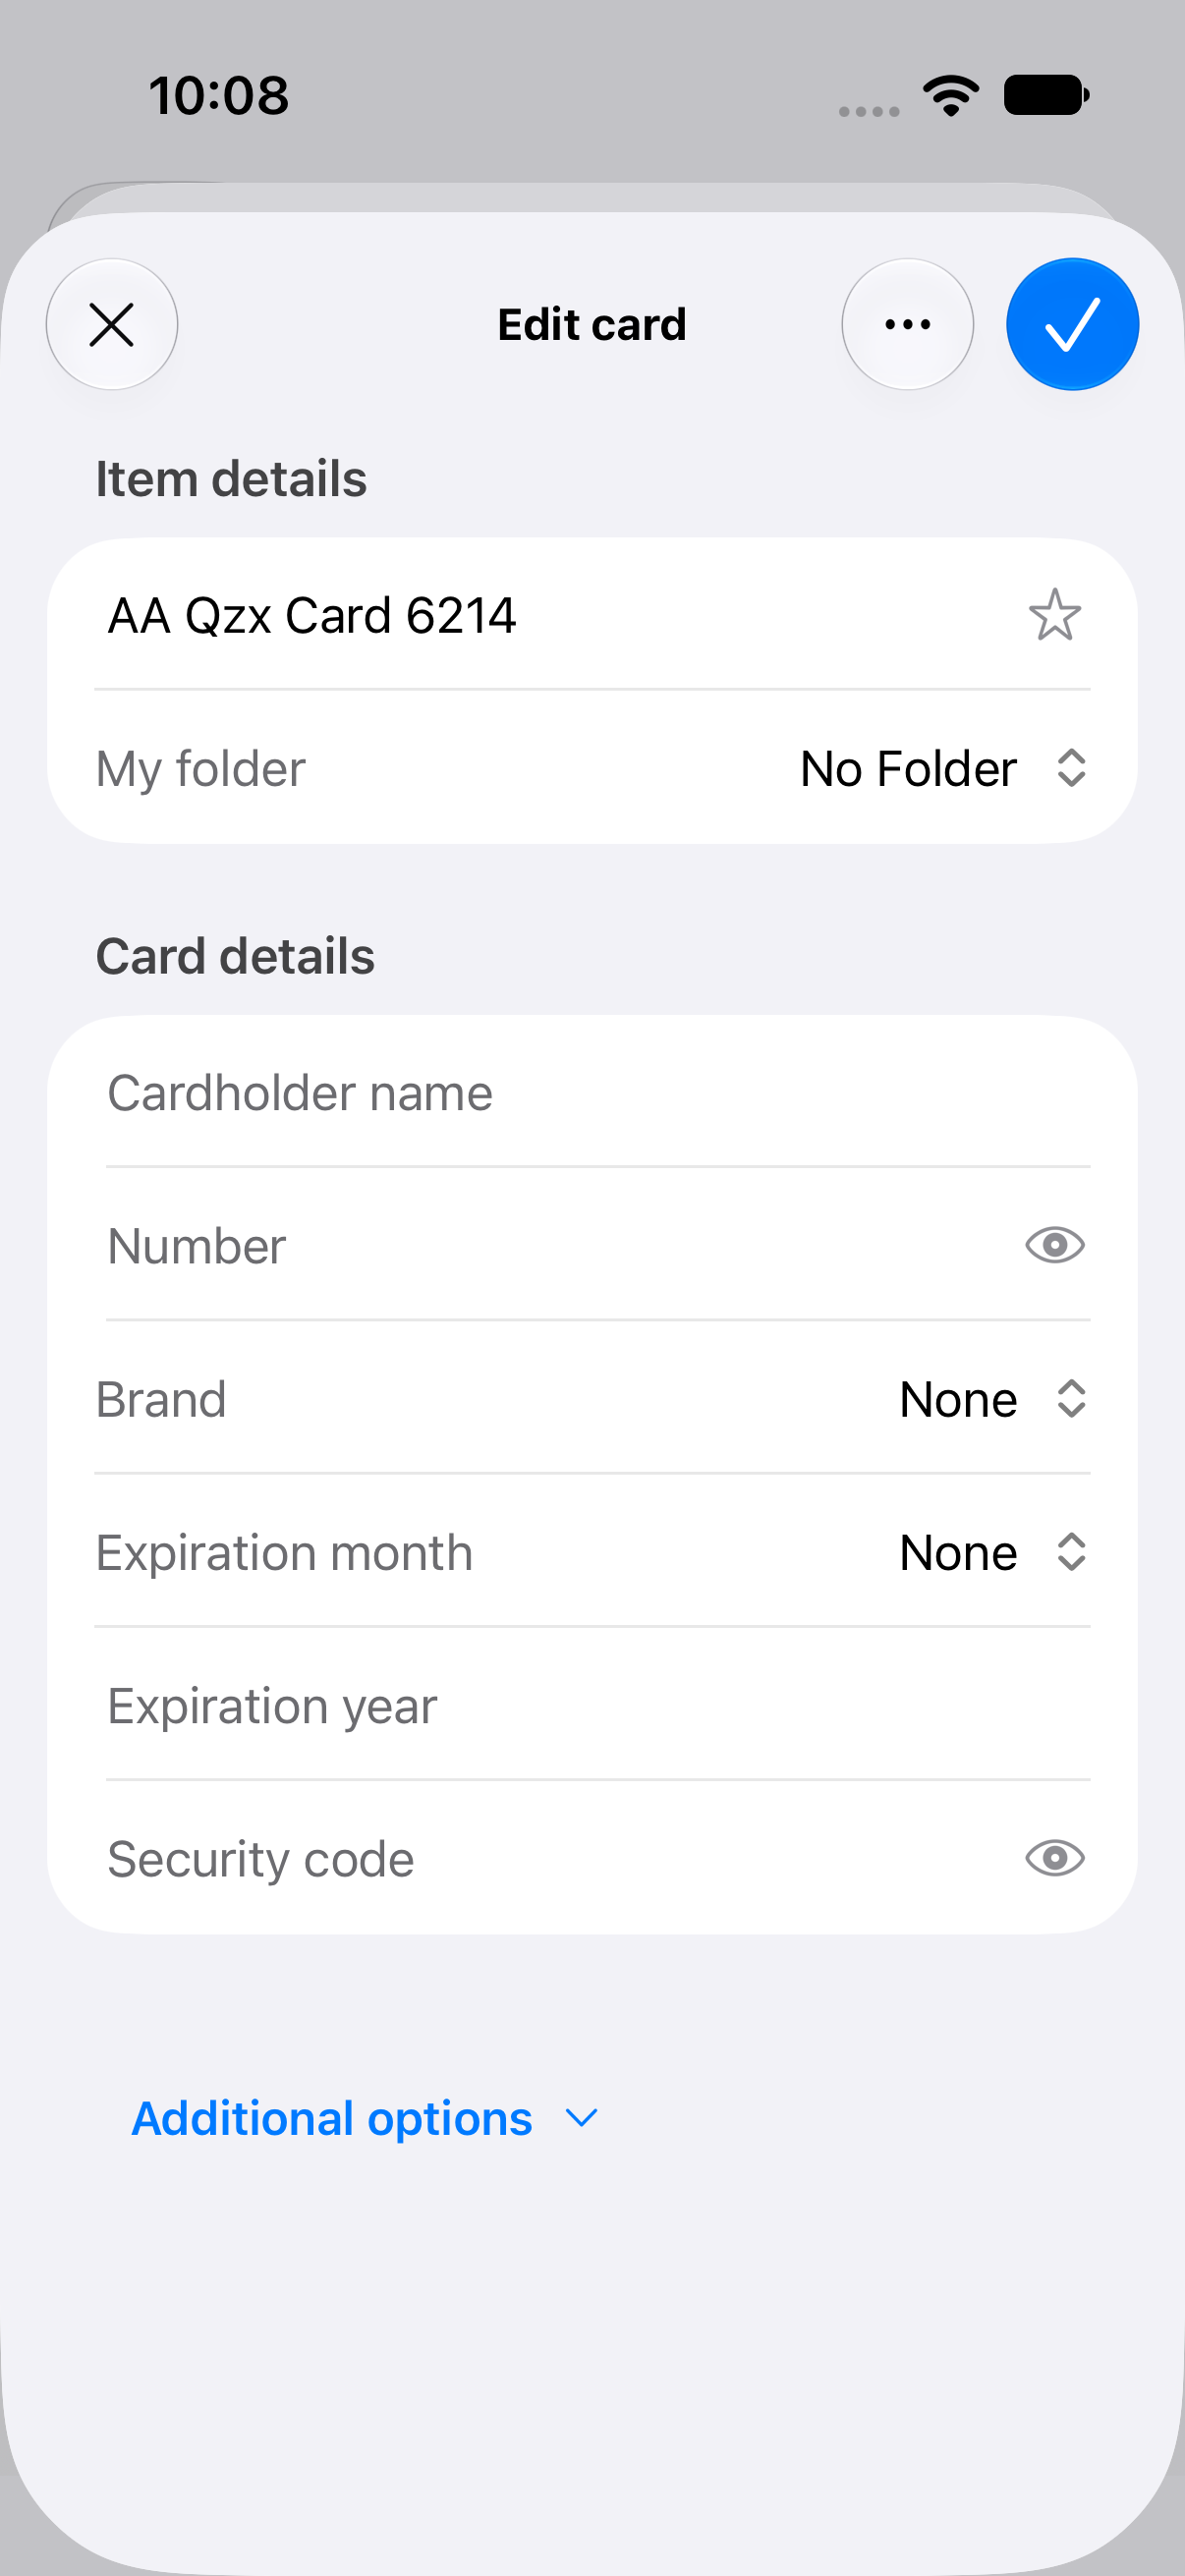 10:08
Edit card
Item details
AA Qzx Card 6214
My folder No Folder
Card details
Cardholder name
Number
Brand None
Expiration month None
Expiration year
Security code
Additional options